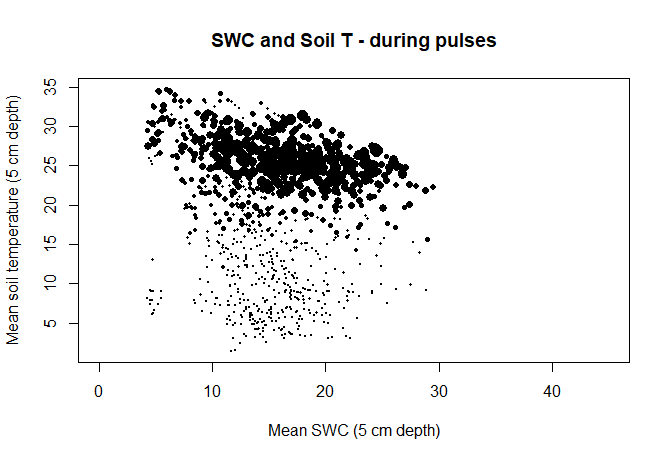 SWC and Soil T - during pulses
Mean soil temperature (5 cm depth)
35
30
25
20
15
10
5
0 10 20 30 40
Mean SWC (5 cm depth)